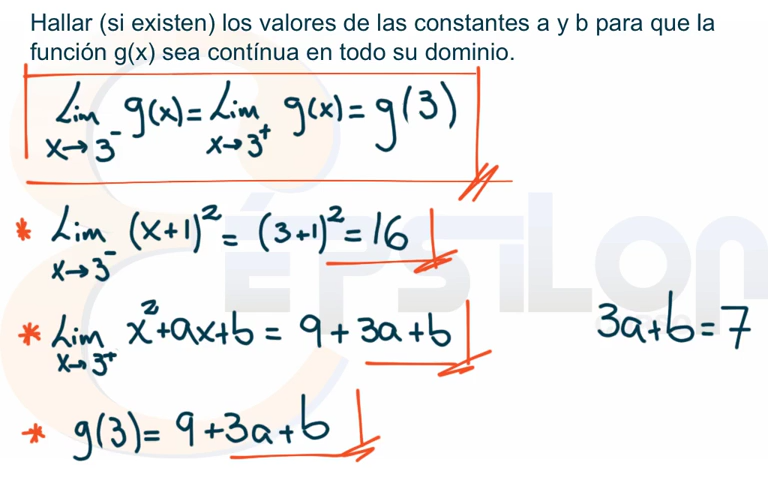 Hallar (si existen) los valores de las constantes a y b para que la
función g(x) sea contínua en todo su dominio.
Lim x→3⁻ g(x) = Lim x→3⁺ g(x) = g(3)
* Lim x→3⁻ (x+1)² = (3+1)² = 16
* Lim x→3⁺ x²+ax+b = 9+3a+b
3a+b=7
* g(3)= 9+3a+b
ÉPSILON